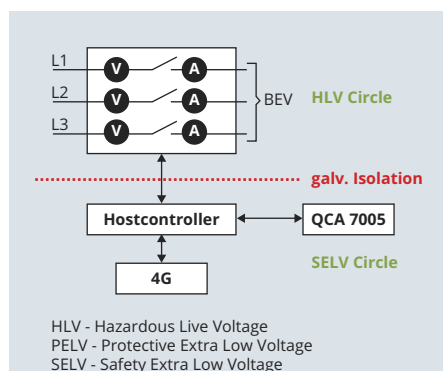 L1
V
A
L2
V
A
BEV
HLV Circle
L3
V
A
galv. Isolation
Hostcontroller
QCA 7005
SELV Circle
4G
HLV - Hazardous Live Voltage
PELV - Protective Extra Low Voltage
SELV - Safety Extra Low Voltage